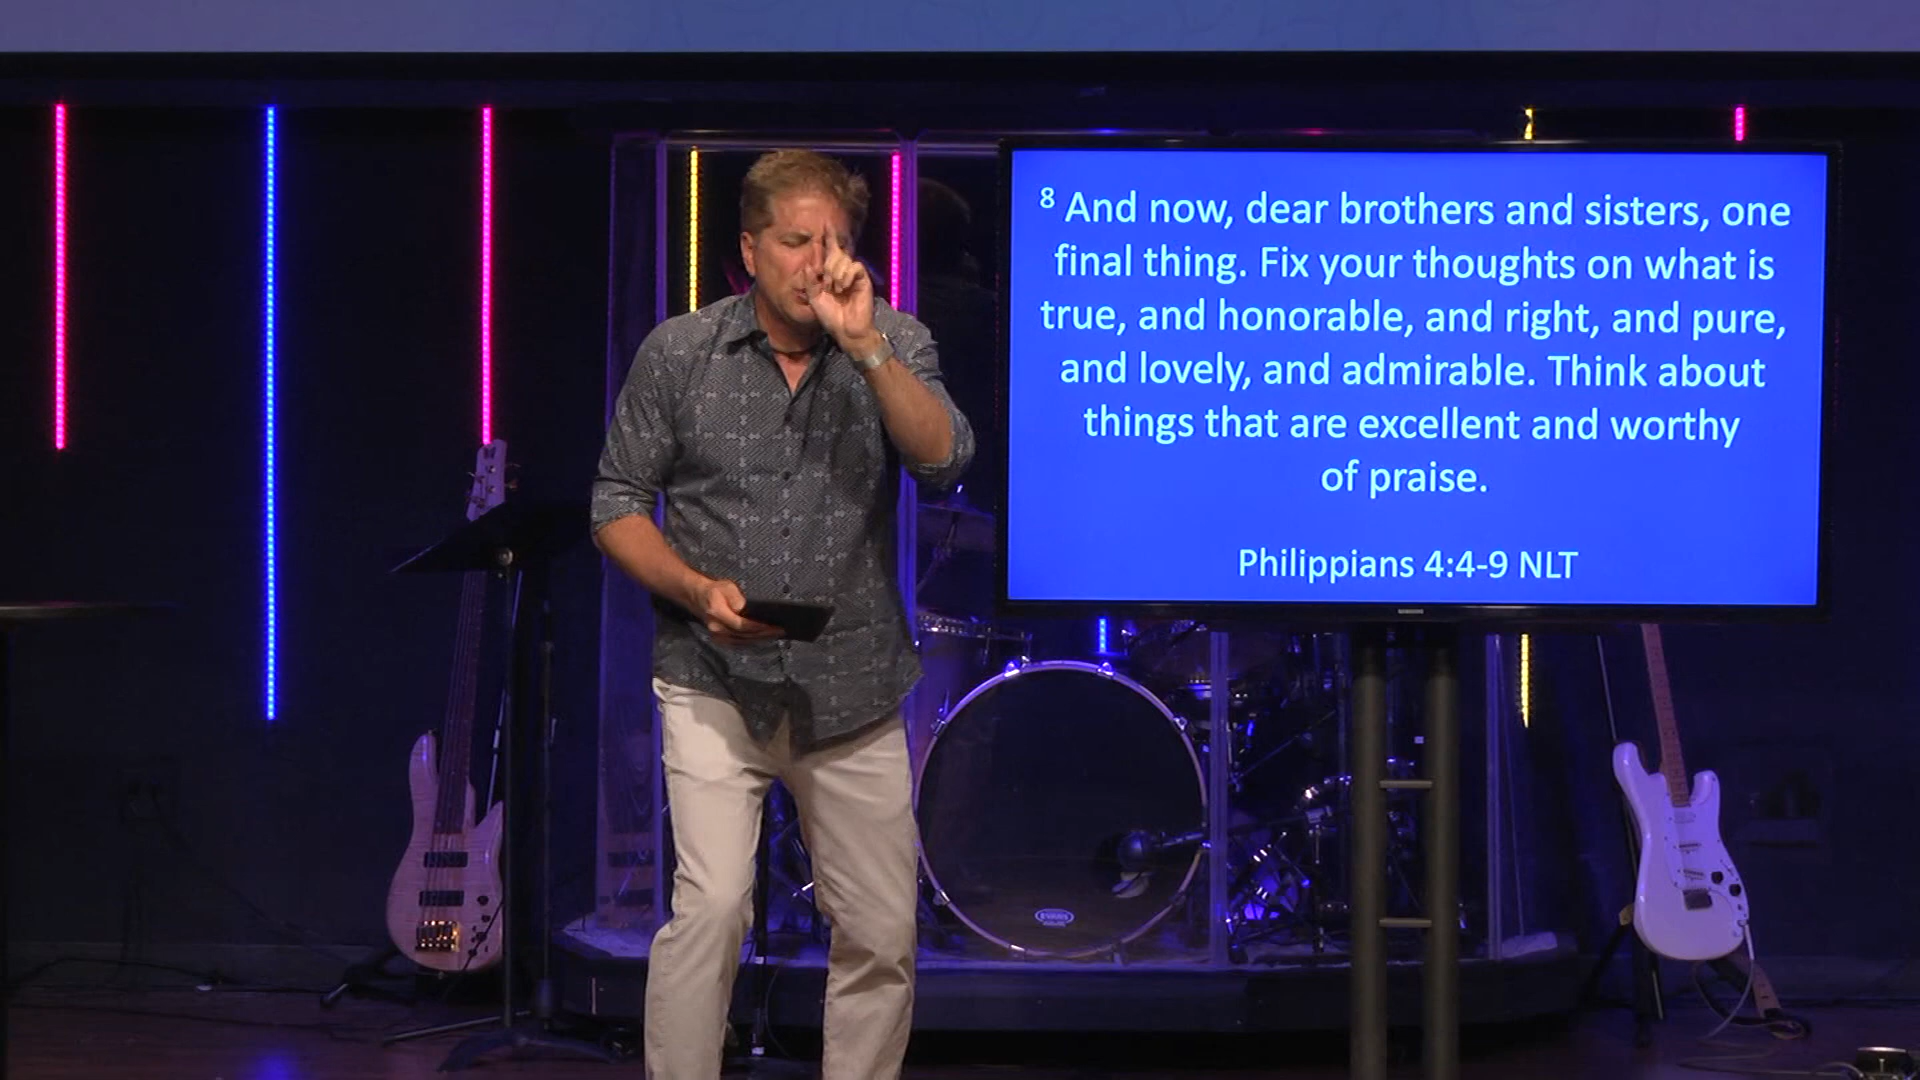 8 And now, dear brothers and sisters, one
final thing. Fix your thoughts on what is
true, and honorable, and right, and pure,
and lovely, and admirable. Think about
things that are excellent and worthy
of praise.
Philippians 4:4-9 NLT
EVANS